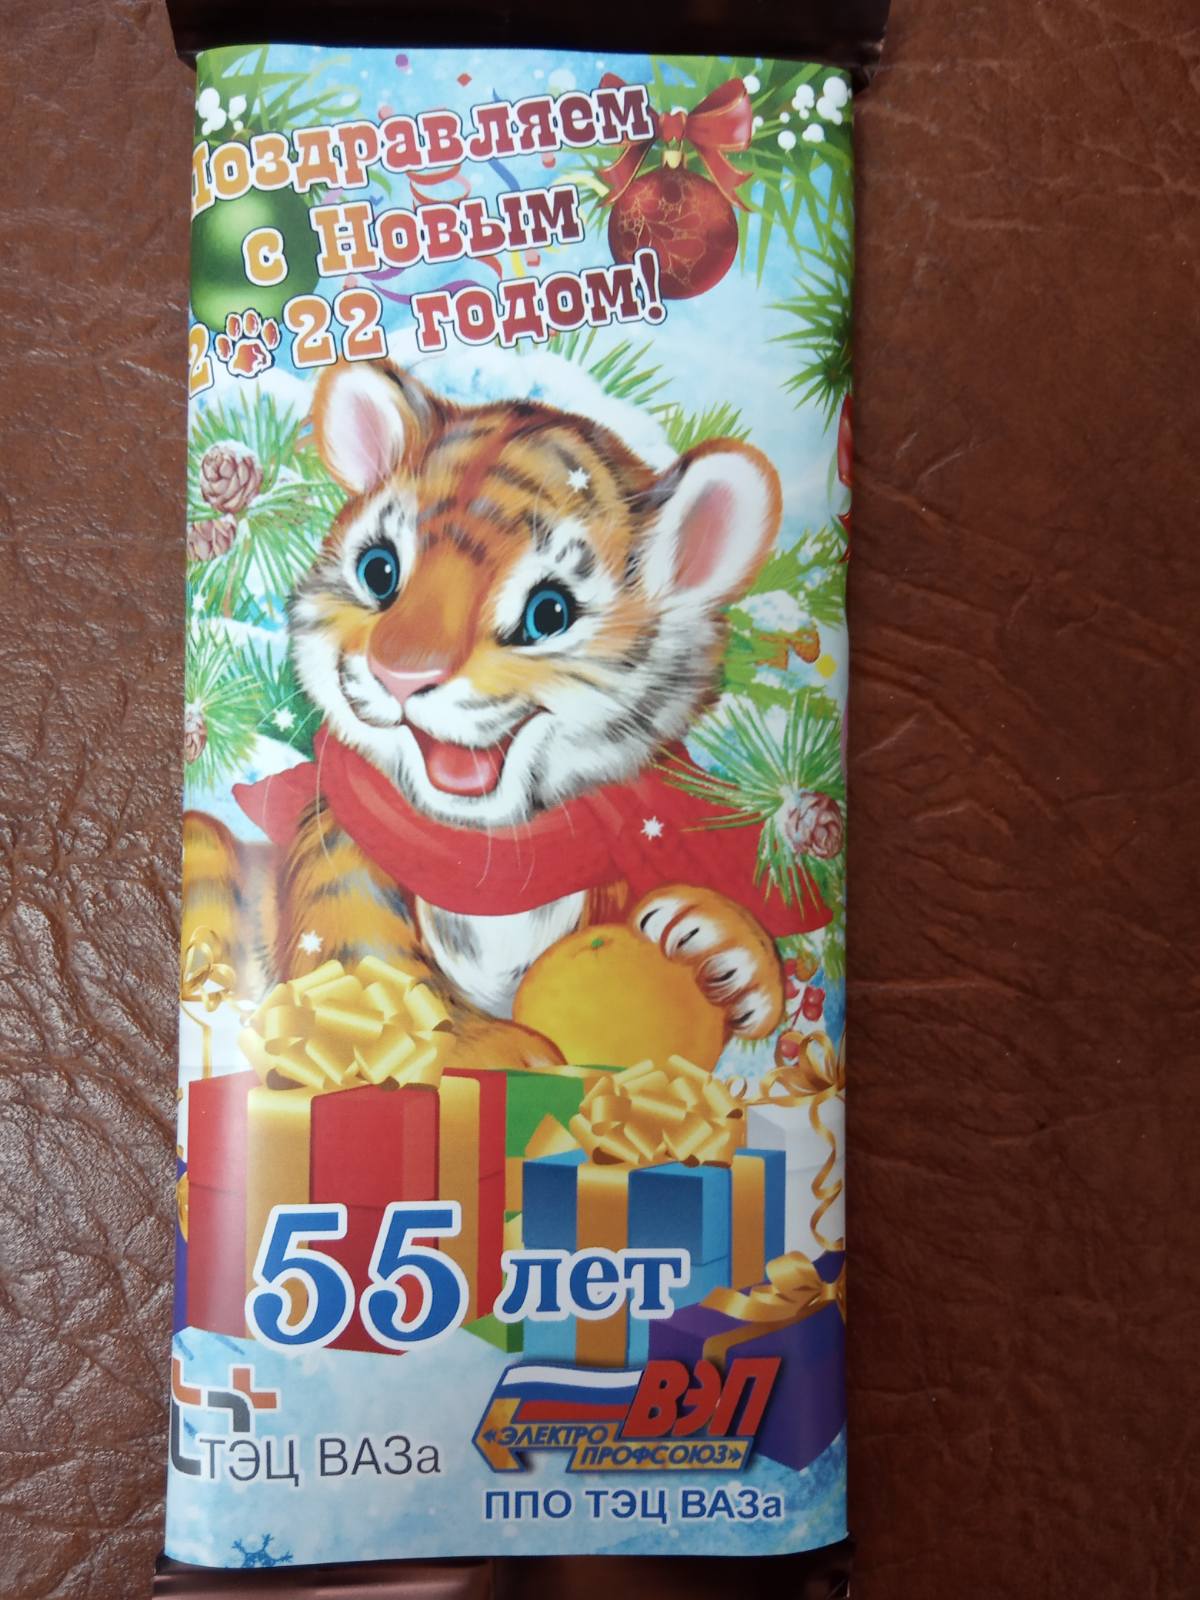 Поздравляем
с Новым
2022 годом!
55 лет
ТЭЦ ВАЗа
ВЭП
«ЭЛЕКТРО
ПРОФСОЮЗ»
ППО ТЭЦ ВАЗа